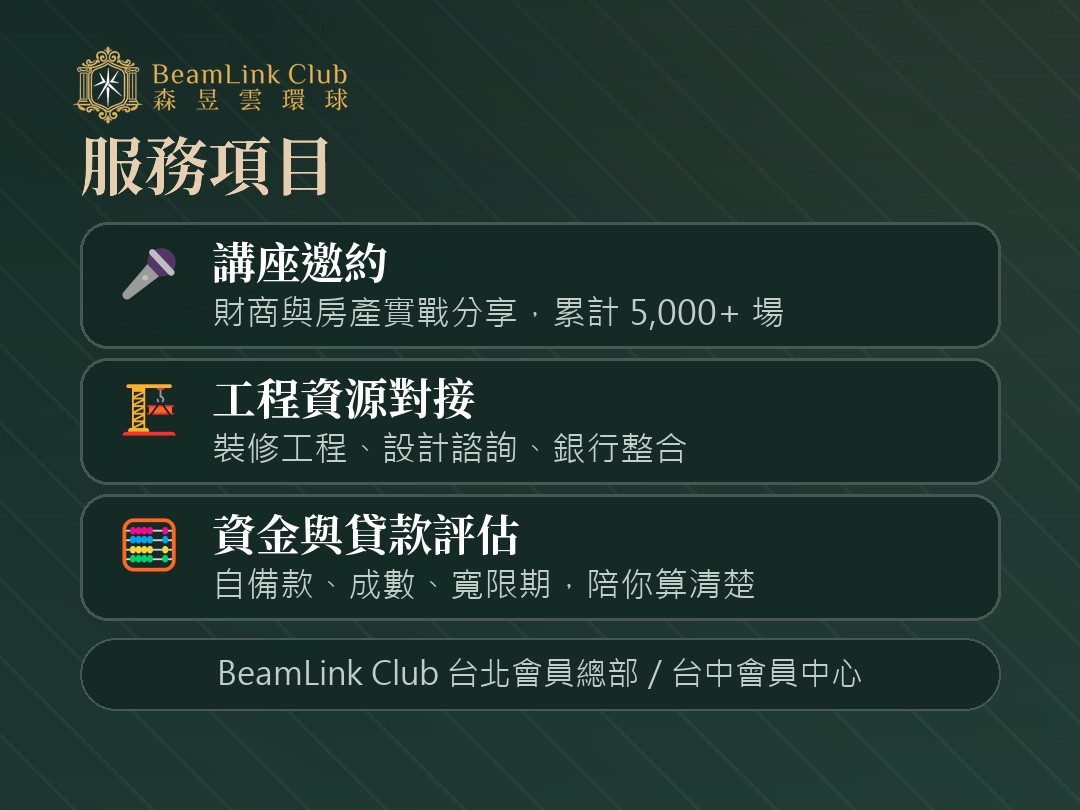 BeamLink Club
森昱雲環球
服務項目
講座邀約
財商與房產實戰分享，累計 5,000+ 場
工程資源對接
裝修工程、設計諮詢、銀行整合
資金與貸款評估
自備款、成數、寬限期，陪你算清楚
BeamLink Club 台北會員總部 / 台中會員中心